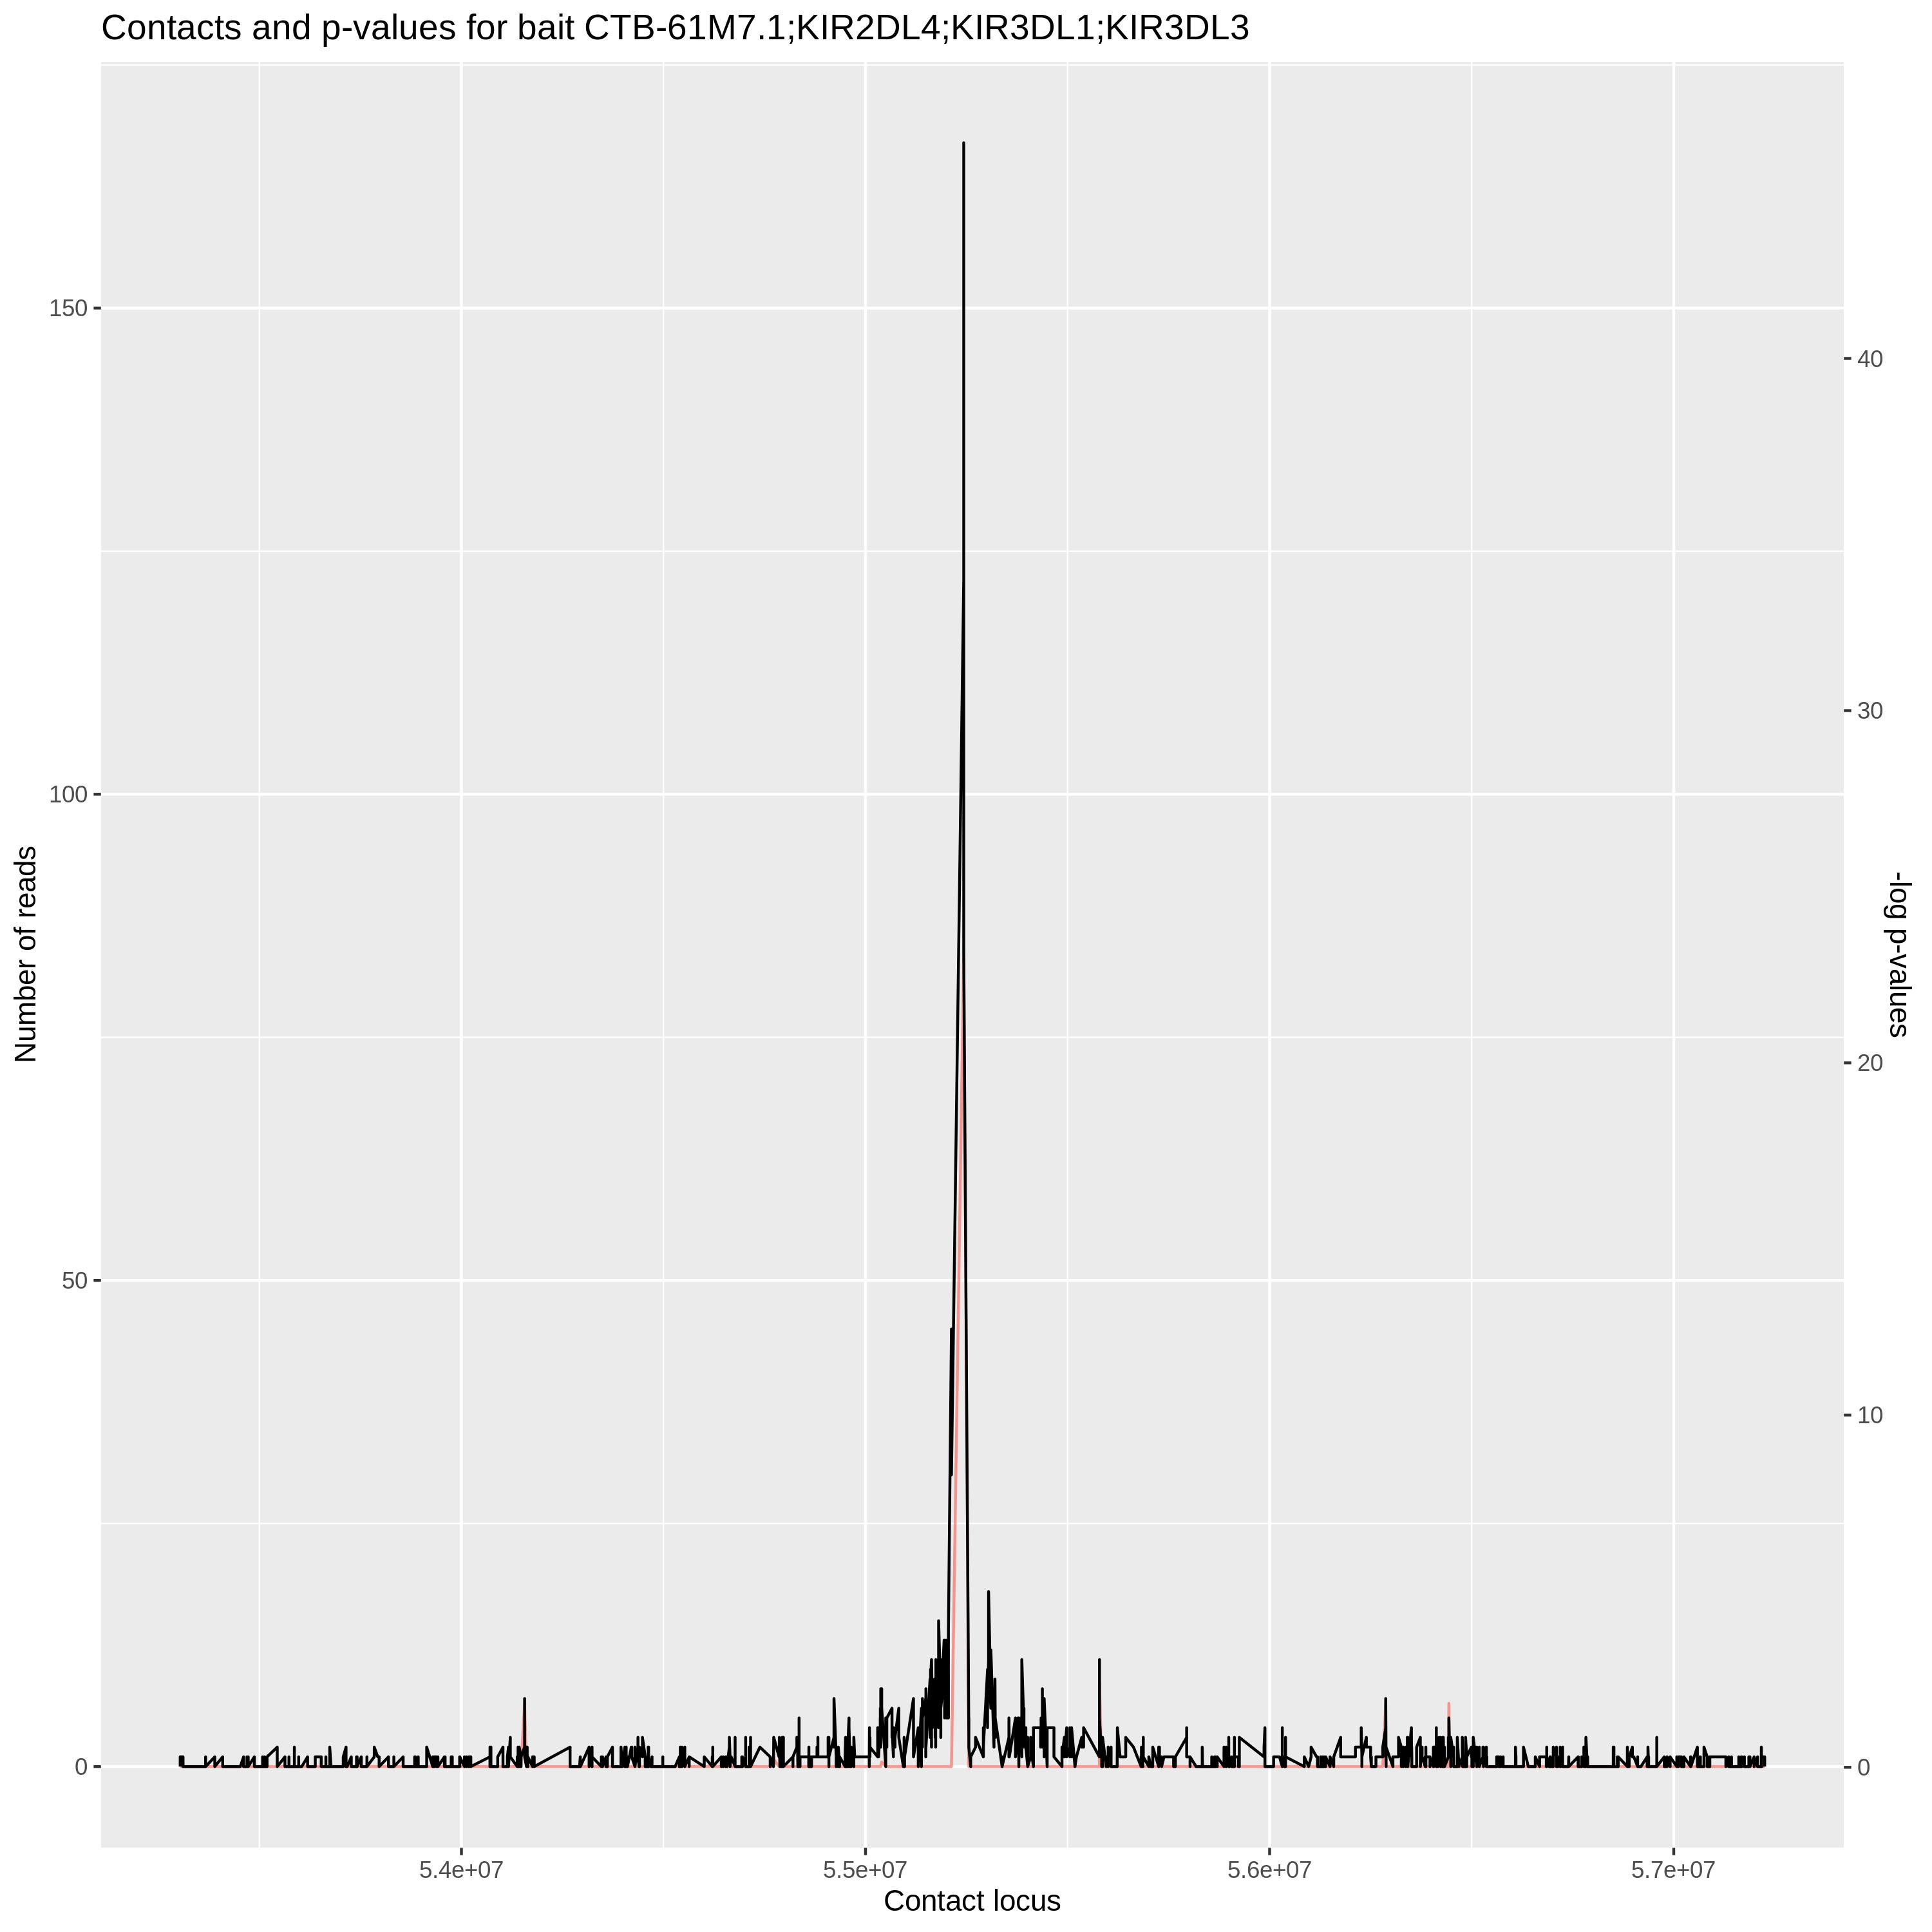 Contacts and p-values for bait CTB-61M7.1;KIR2DL4;KIR3DL1;KIR3DL3
150
100
50
0
Number of reads
40
30
20
10
0
-log p-values
5.4e+07
5.5e+07
5.6e+07
5.7e+07
Contact locus